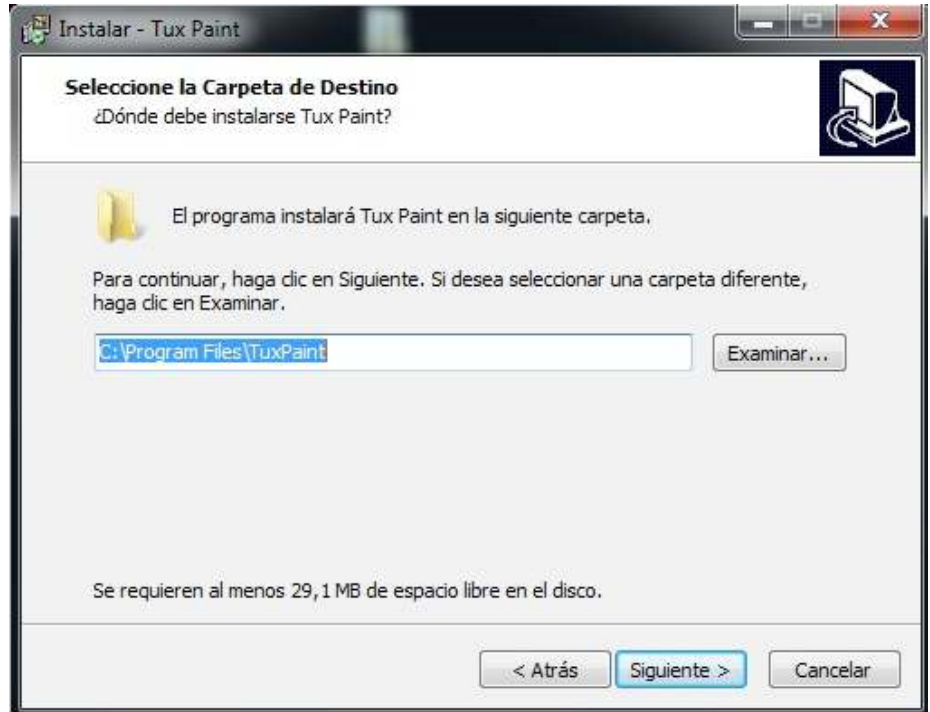 Instalar - Tux Paint
Seleccione la Carpeta de Destino
¿Dónde debe instalarse Tux Paint?
El programa instalará Tux Paint en la siguiente carpeta.
Para continuar, haga clic en Siguiente. Si desea seleccionar una carpeta diferente,
haga clic en Examinar.
C:\Program Files\TuxPaint
Examinar...
Se requieren al menos 29,1 MB de espacio libre en el disco.
< Atrás
Siguiente >
Cancelar